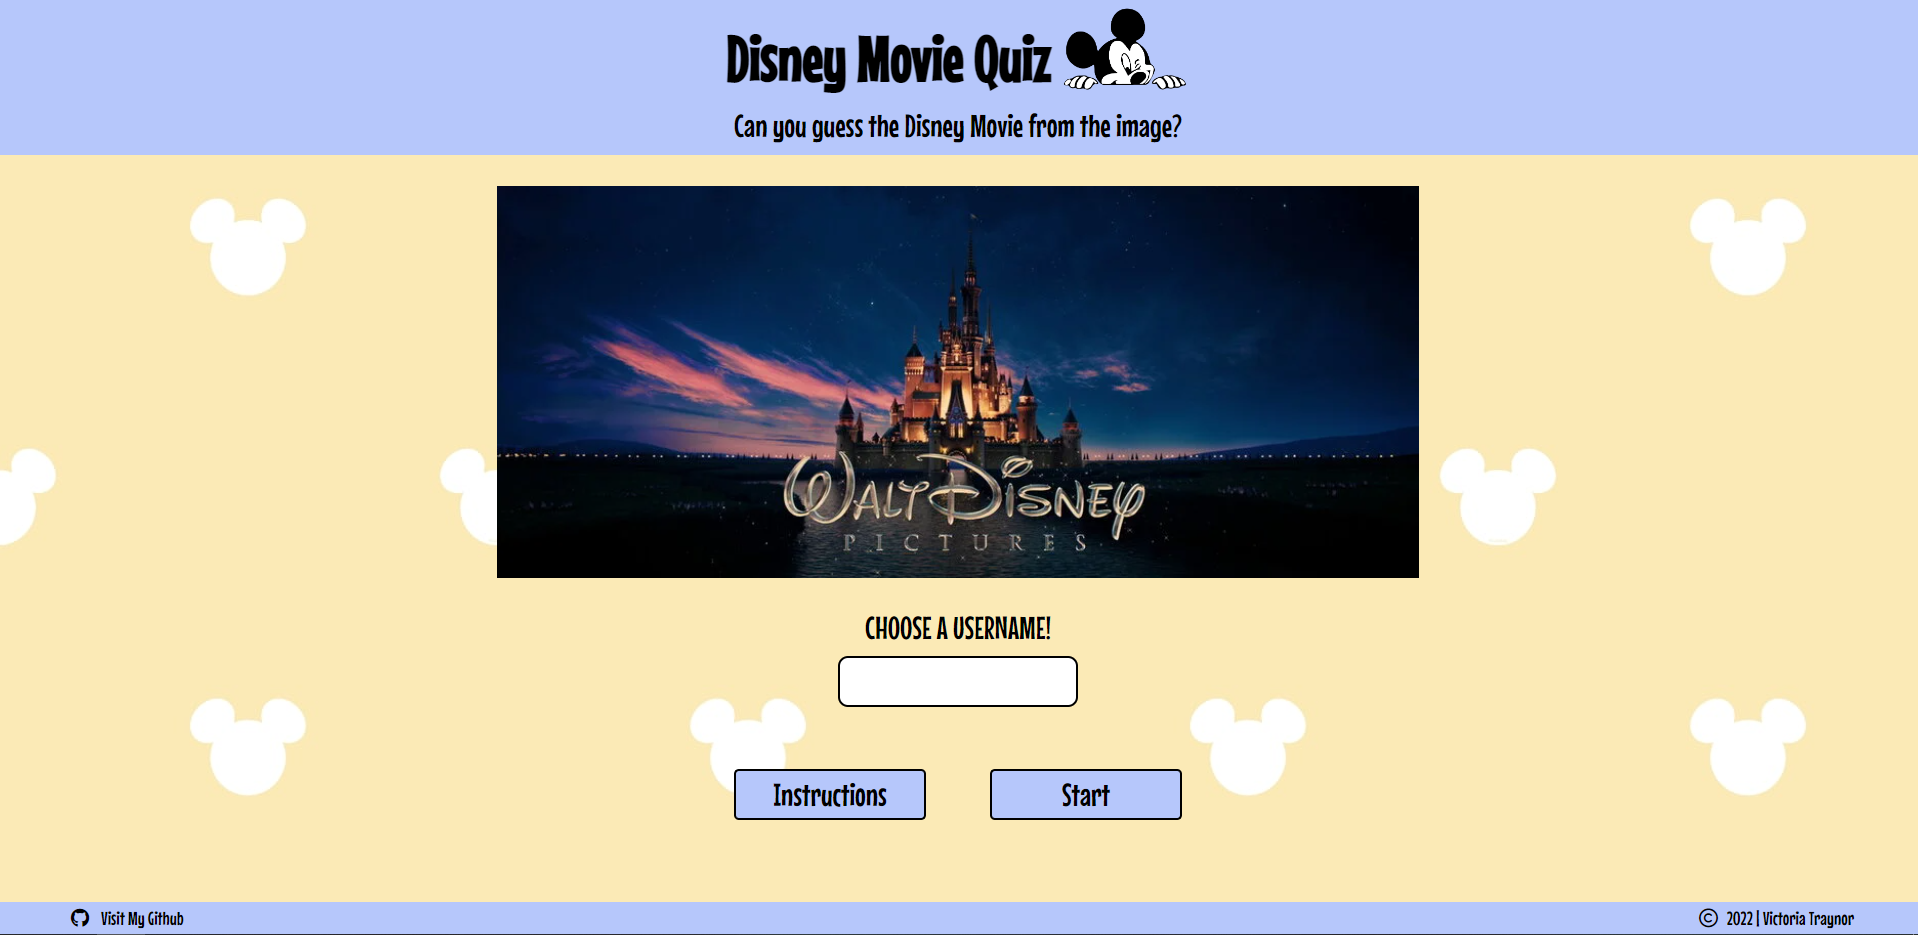 Disney Movie Quiz
Can you guess the Disney Movie from the image?
WALT DISNEY
PICTURES
CHOOSE A USERNAME!
Instructions
Start
Visit My Github
© 2022 | Victoria Traynor